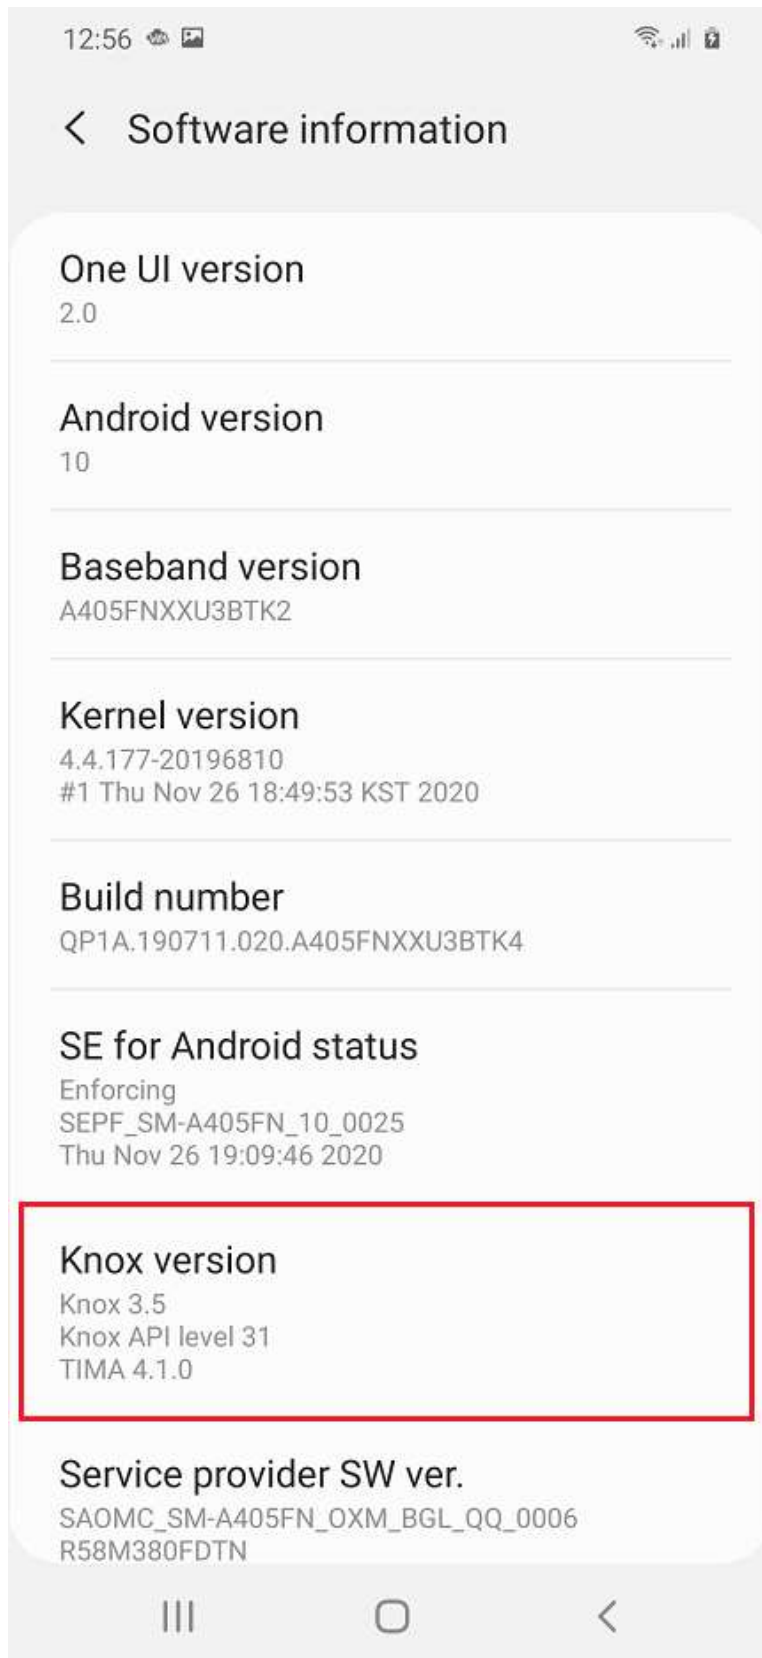 12:56
Software information
One UI version
2.0
Android version
10
Baseband version
A405FNXXU3BTK2
Kernel version
4.4.177-20196810
#1 Thu Nov 26 18:49:53 KST 2020
Build number
QP1A.190711.020.A405FNXXU3BTK4
SE for Android status
Enforcing
SEPF_SM-A405FN_10_0025
Thu Nov 26 19:09:46 2020
Knox version
Knox 3.5
Knox API level 31
TIMA 4.1.0
Service provider SW ver.
SAOMC_SM-A405FN_OXM_BGL_QQ_0006
R58M380FDTN